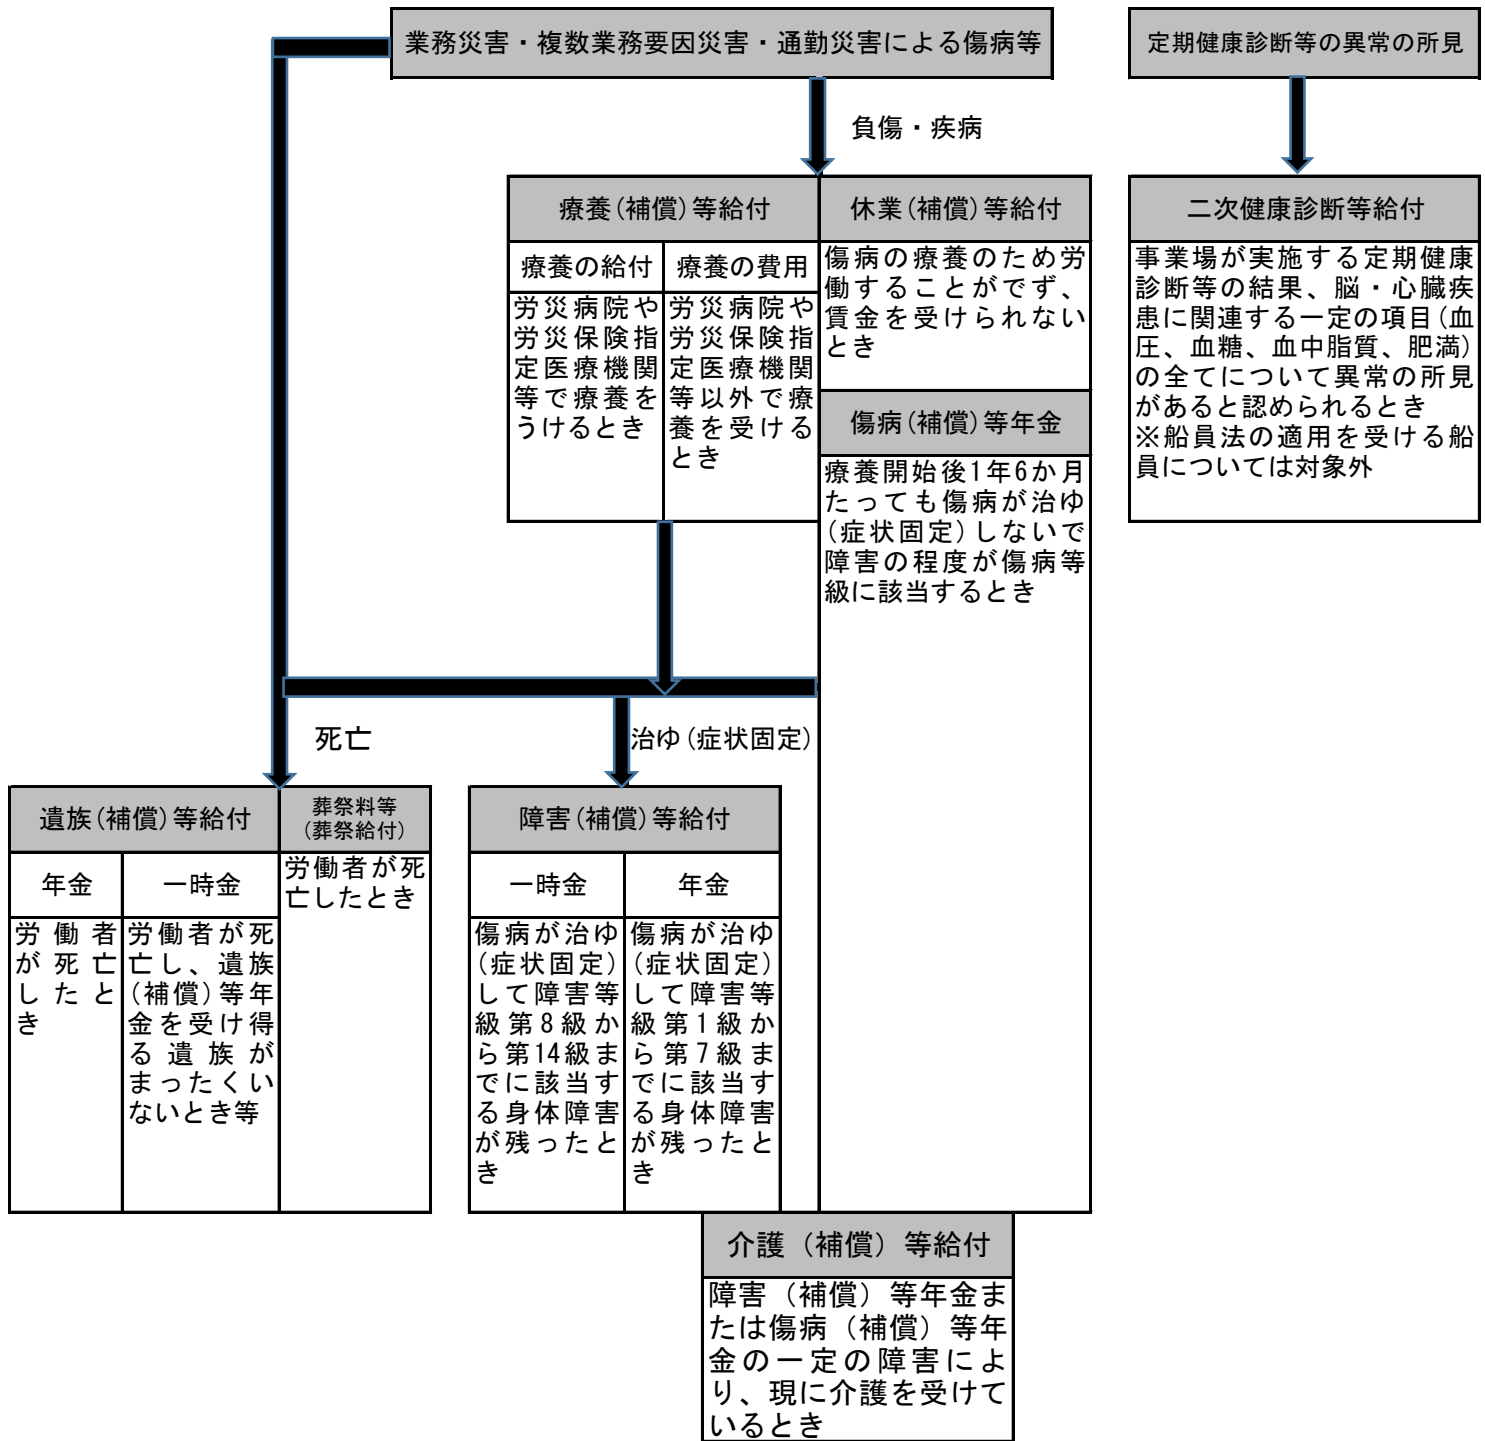 業務災害・複数業務要因災害・通勤災害による傷病等
定期健康診断等の異常の所見
負傷・疾病
療養(補償)等給付
療養の給付
労災病院や
労災保険指
定医療機関
等で療養を
うけるとき
療養の費用
労災病院や
労災保険指
定医療機関
等以外で療
養を受ける
とき
休業(補償)等給付
傷病の療養のため労
働することがでず、
賃金を受けられない
とき
傷病(補償)等年金
療養開始後1年6か月
たっても傷病が治ゆ
(症状固定)しないで
障害の程度が傷病等
級に該当するとき
二次健康診断等給付
事業場が実施する定期健康
診断等の結果、脳・心臓疾
患に関連する一定の項目(血
圧、血糖、血中脂質、肥満)
の全てについて異常の所見
があると認められるとき
※船員法の適用を受ける船
員については対象外
死亡
治ゆ(症状固定)
遺族(補償)等給付
年金
労働者
が死亡
したと
き
一時金
労働者が死
亡し、遺族
(補償)等年
金を受け得
る遺族が
まったくい
ないとき等
葬祭料等
(葬祭給付)
労働者が死
亡したとき
障害(補償)等給付
一時金
傷病が治ゆ
(症状固定)
して障害等
級第8級か
ら第14級ま
でに該当す
る身体障害
が残ったと
き
年金
傷病が治ゆ
(症状固定)
して障害等
級第1級か
ら第7級ま
でに該当す
る身体障害
が残ったと
き
介護（補償）等給付
障害（補償）等年金ま
たは傷病（補償）等年
金の一定の障害によ
り、現に介護を受けて
いるとき